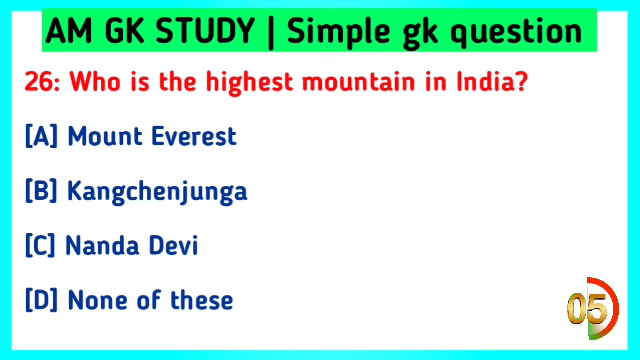 AM GK STUDY | Simple gk question
26: Who is the highest mountain in India?
[A] Mount Everest
[B] Kangchenjunga
[C] Nanda Devi
[D] None of these
05